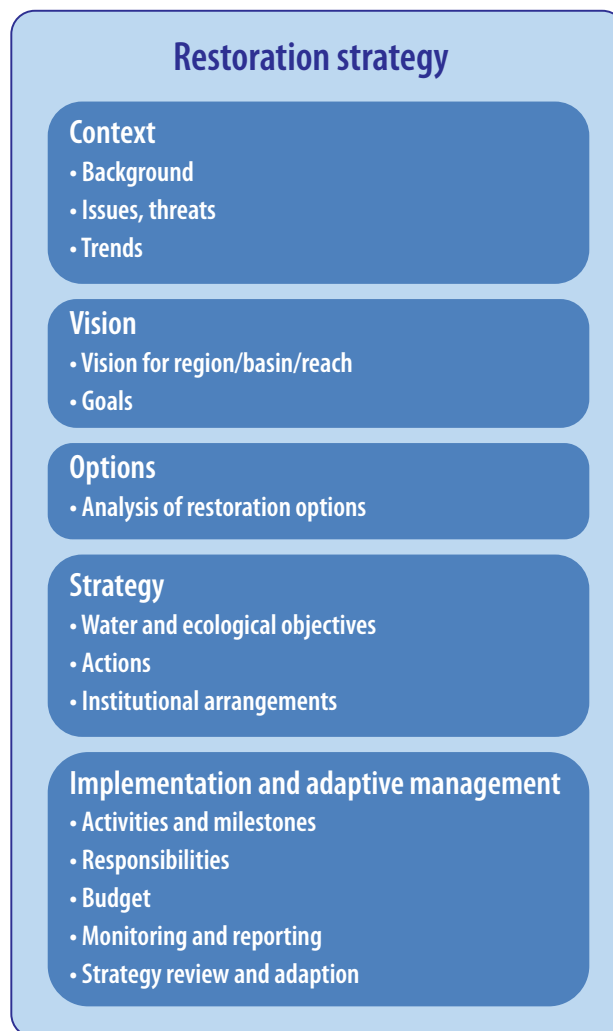 Restoration strategy
Context
• Background
• Issues, threats
• Trends
Vision
• Vision for region/basin/reach
• Goals
Options
• Analysis of restoration options
Strategy
• Water and ecological objectives
• Actions
• Institutional arrangements
Implementation and adaptive management
• Activities and milestones
• Responsibilities
• Budget
• Monitoring and reporting
• Strategy review and adaption